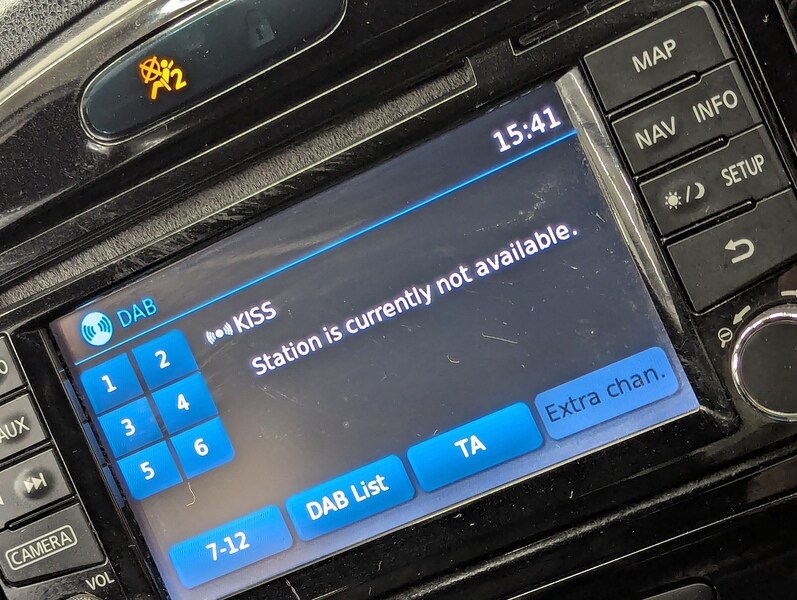 2
MAP
15:41
NAV INFO
SETUP
DAB
KISS
Station is currently not available.
1
2
3
4
5
6
Extra chan.
TA
DAB List
7-12
AUX
CAMERA
VOL